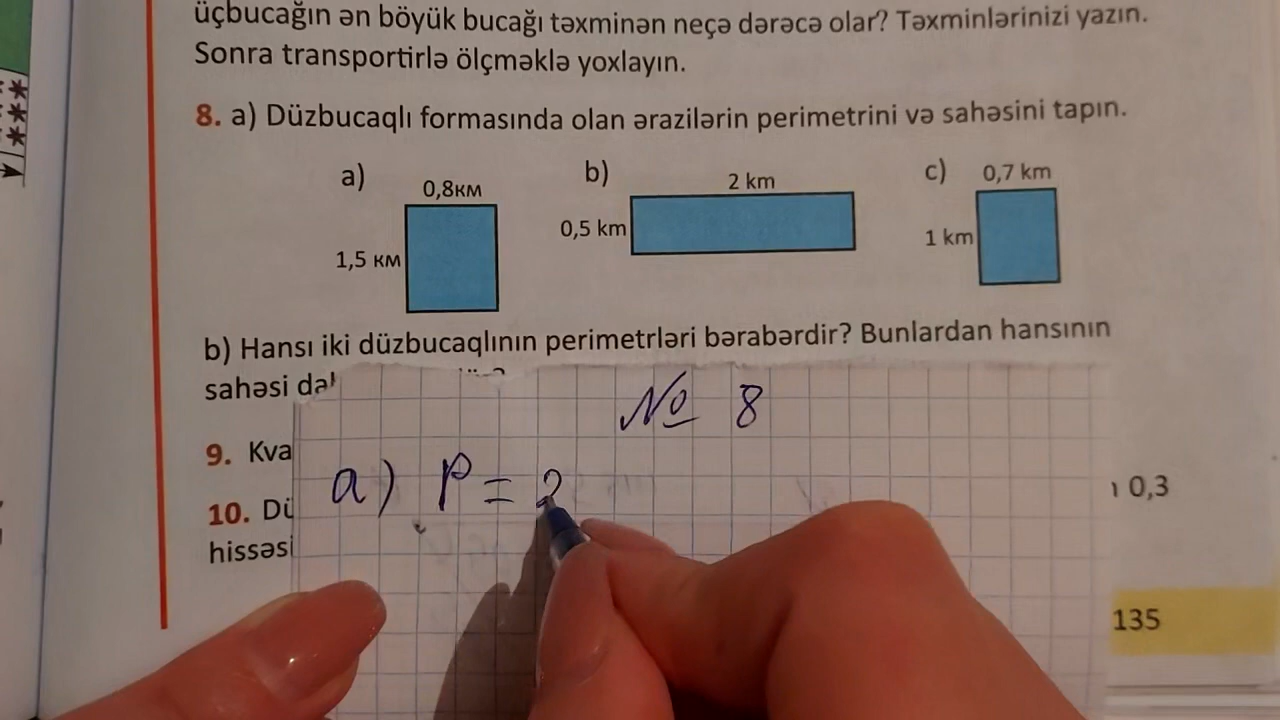 üçbucağın ən böyük bucağı təxminən neçə dərəcə olar? Təxminlərinizi yazın.
Sonra transportirlə ölçməklə yoxlayın.
8. a) Düzbucaqlı formasında olan ərazilərin perimetrini və sahəsini tapın.
a) 0,8км
1,5 км
b) 2 km
0,5 km
c) 0,7 km
1 km
b) Hansı iki düzbucaqlının perimetrləri bərabərdir? Bunlardan hansının
sahəsi
№ 8
9. Kva
a) P = 2
0,3
10. Dü
hissəsi
135